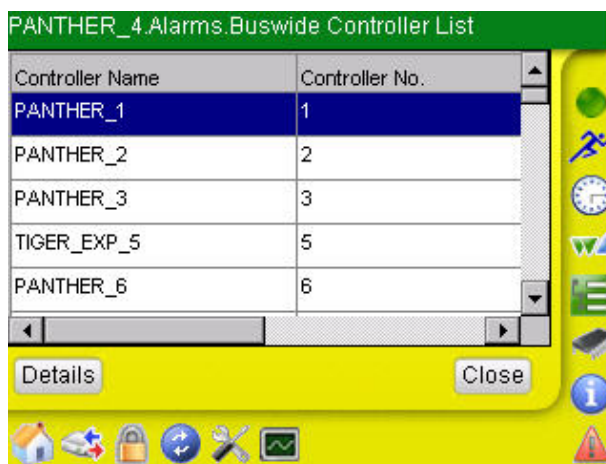 PANTHER_4.Alarms.Buswide Controller List
Controller Name Controller No.
PANTHER_1 1
PANTHER_2 2
PANTHER_3 3
TIGER_EXP_5 5
PANTHER_6 6
Details Close